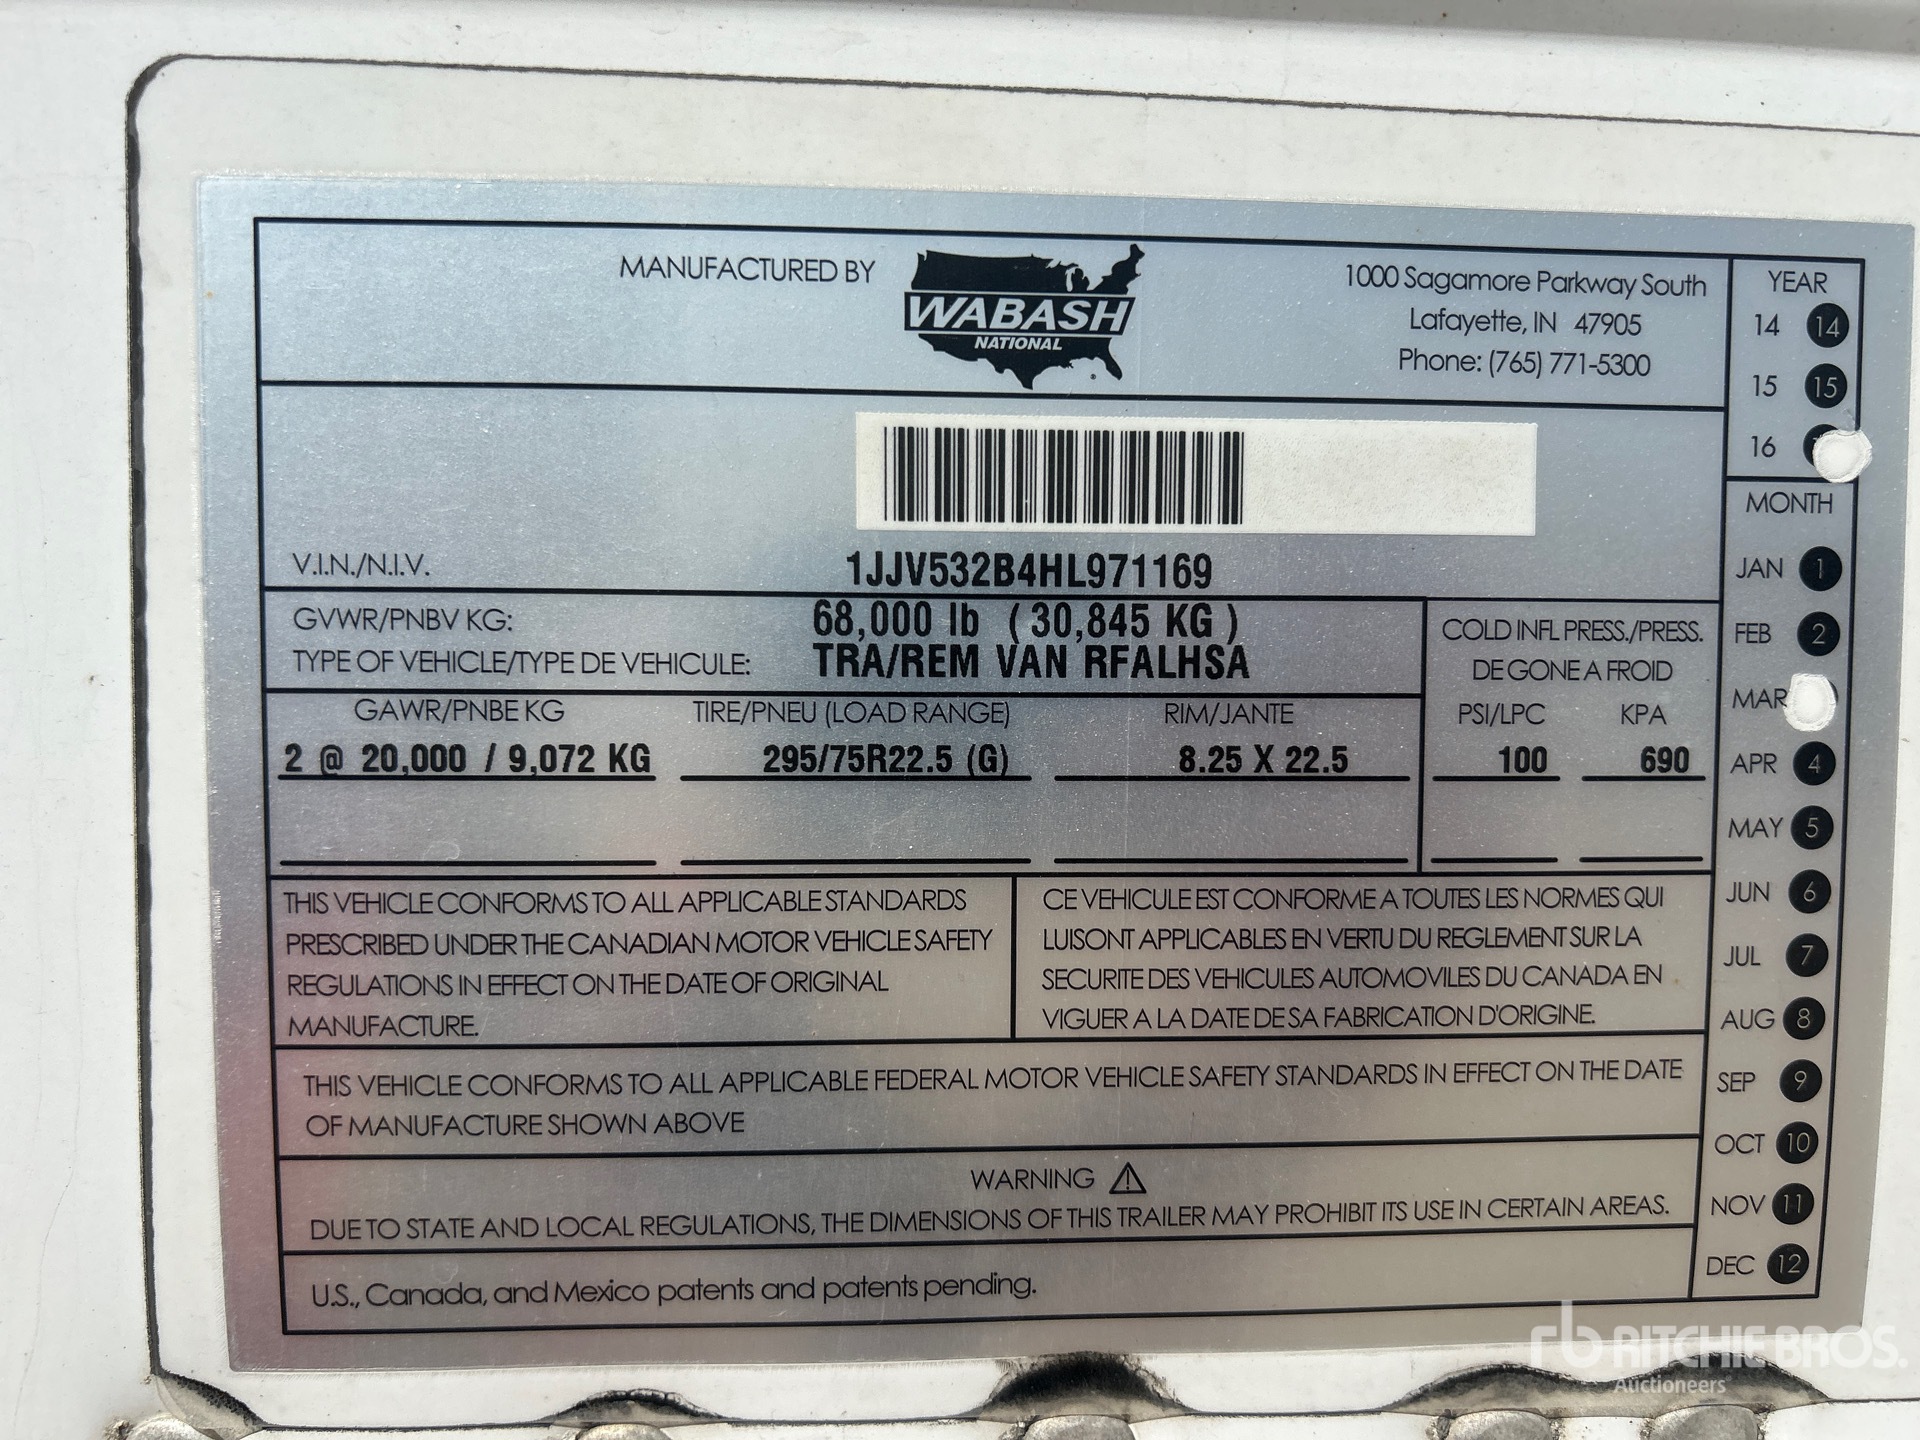 MANUFACTURED BY
WABASH
NATIONAL
1000 Sagamore Parkway South
Lafayette, IN 47905
Phone: (765) 771-5300
V.I.N./N.I.V.
1JJV532B4HL971169
GVWR/PNBV KG:
68,000 lb ( 30,845 KG )
TYPE OF VEHICLE/TYPE DE VEHICULE:
TRA/REM VAN RFALHSA
COLD INFL PRESS./PRESS.
DE GONE A FROID
GAWR/PNBE KG TIRE/PNEU (LOAD RANGE) RIM/JANTE PSI/LPC KPA
2 @ 20,000 / 9,072 KG 295/75R22.5 (G) 8.25 X 22.5 100 690
THIS VEHICLE CONFORMS TO ALL APPLICABLE STANDARDS
PRESCRIBED UNDER THE CANADIAN MOTOR VEHICLE SAFETY
REGULATIONS IN EFFECT ON THE DATE OF ORIGINAL
MANUFACTURE.
CE VEHICULE EST CONFORME A TOUTES LES NORMES QUI
LUISONT APPLICABLES EN VERTU DU REGLEMENT SUR LA
SECURITE DES VEHICULES AUTOMOVILES DU CANADA EN
VIGUER A LA DATE DE SA FABRICATION D'ORIGINE.
THIS VEHICLE CONFORMS TO ALL APPLICABLE FEDERAL MOTOR VEHICLE SAFETY STANDARDS IN EFFECT ON THE DATE
OF MANUFACTURE SHOWN ABOVE
WARNING
DUE TO STATE AND LOCAL REGULATIONS, THE DIMENSIONS OF THIS TRAILER MAY PROHIBIT ITS USE IN CERTAIN AREAS.
U.S., Canada, and Mexico patents and patents pending.
YEAR
14 14
15 15
16
MONTH
JAN 1
FEB 2
MAR
APR 4
MAY 5
JUN 6
JUL 7
AUG 8
SEP 9
OCT 10
NOV 11
DEC 12
rb RITCHIE BROS.
Auctioneers